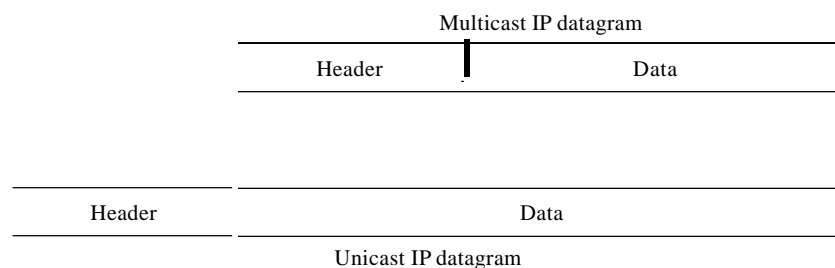 Multicast IP datagram
Header Data
Header Data
Unicast IP datagram